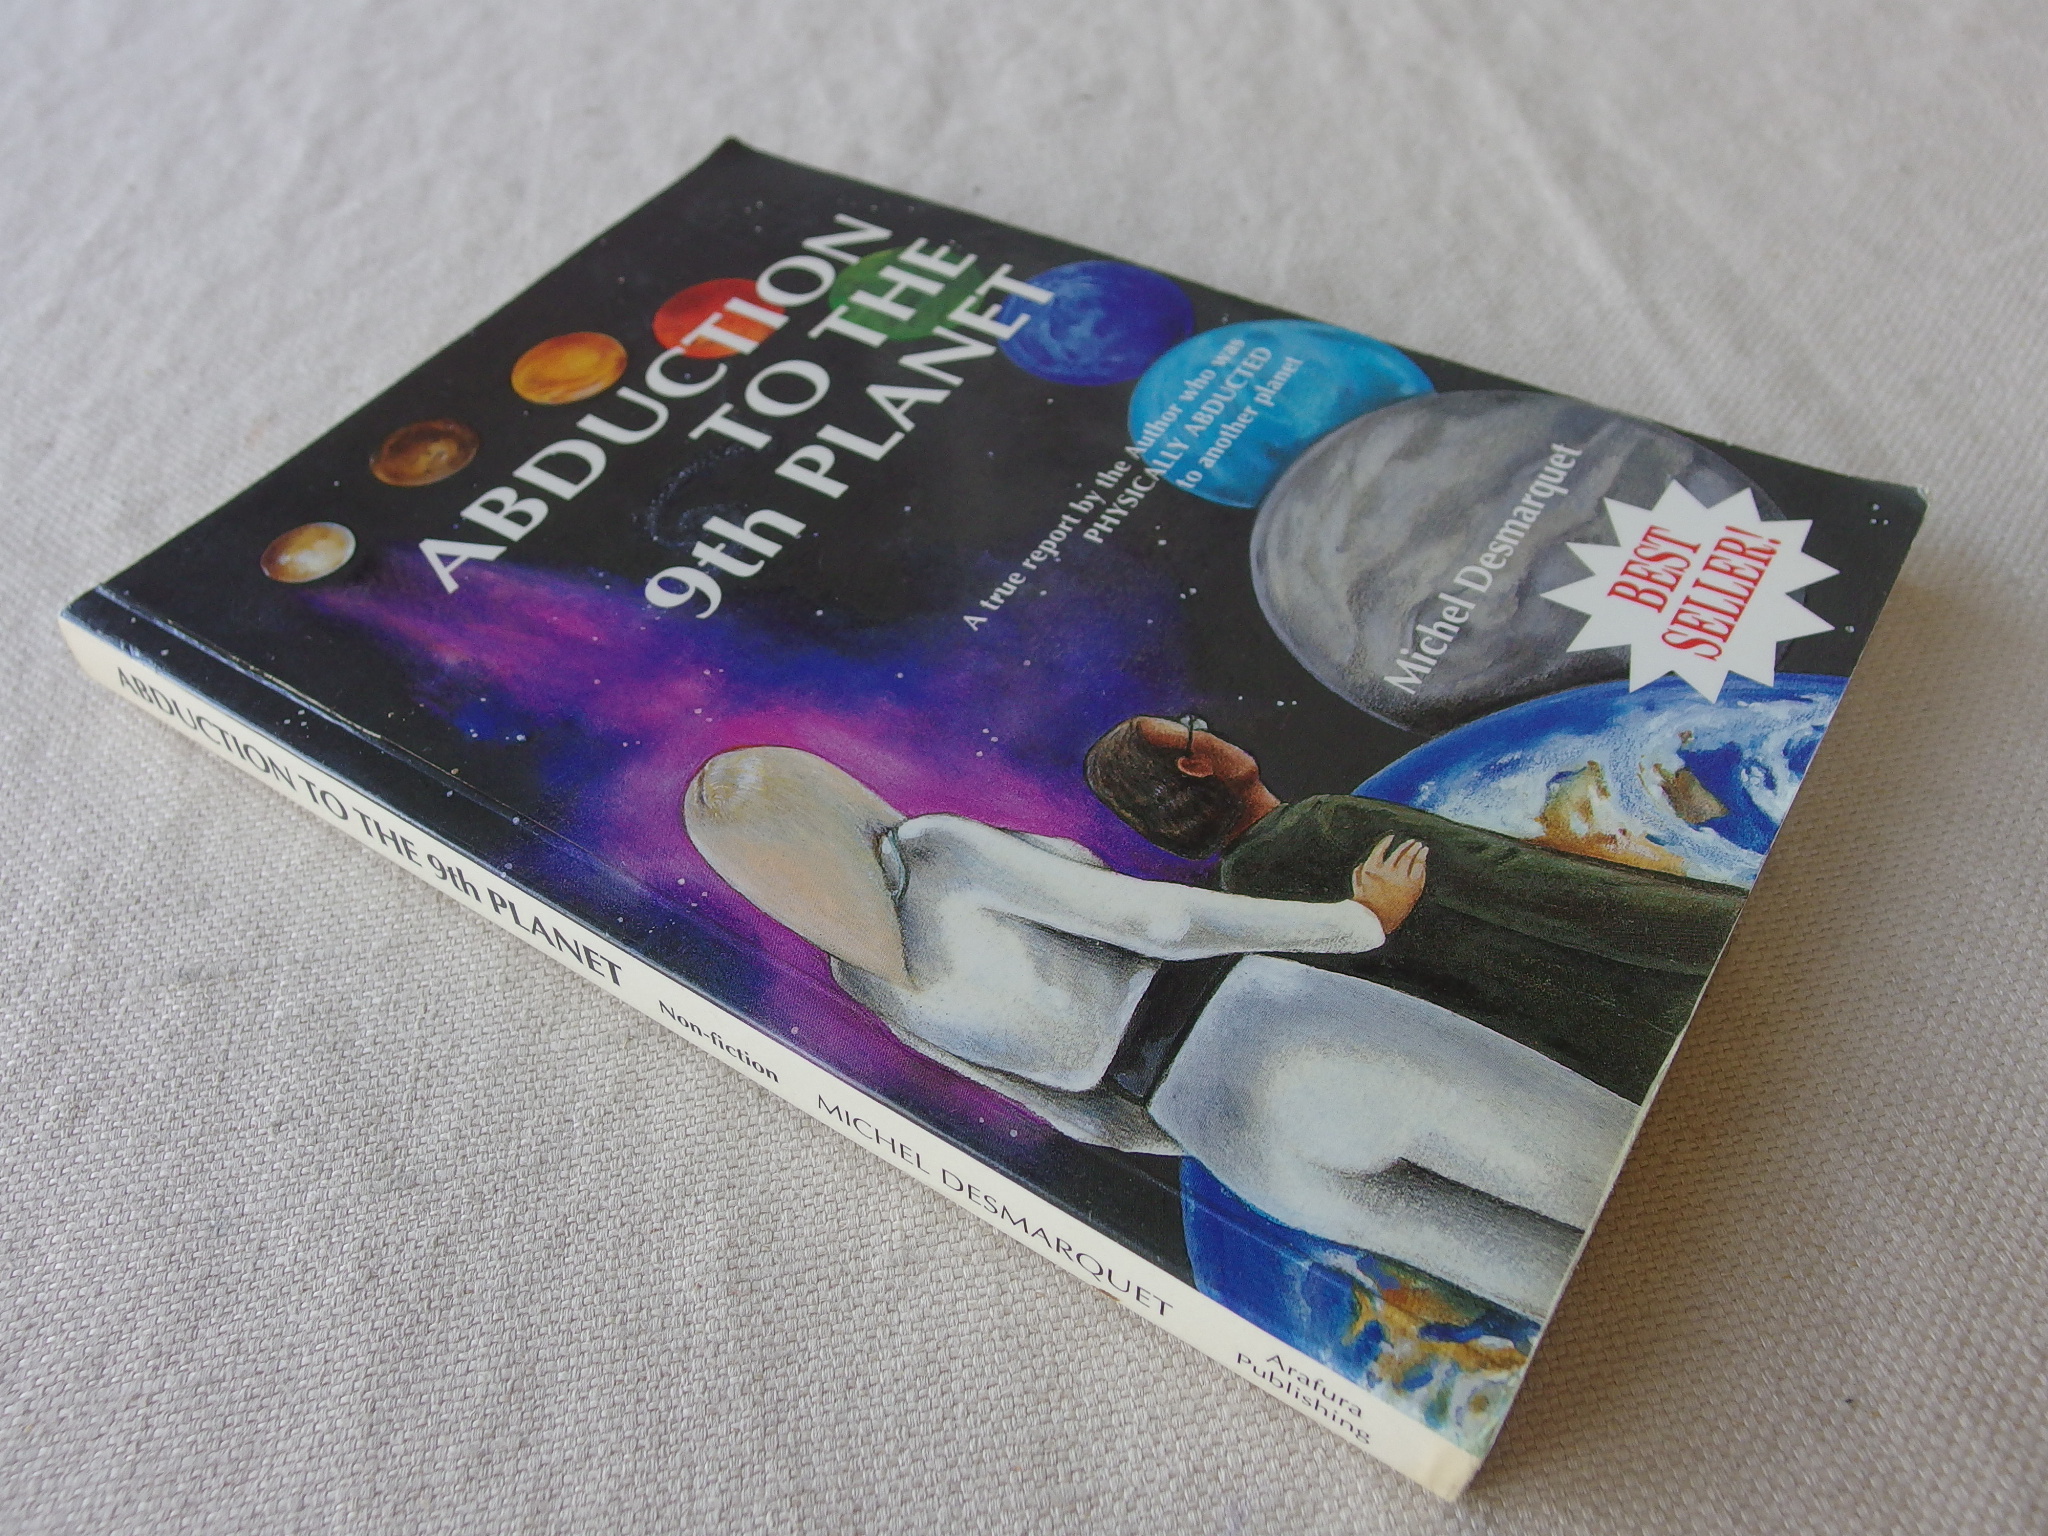 ABDUCTION
TO THE
9th PLANET
A true report by the Author who was
PHYSICALLY ABDUCTED
to another planet
Michel Desmarquet
BEST
SELLER!
ABDUCTION TO THE 9th PLANET
Non-fiction
MICHEL DESMARQUET
Arafura
Publishing